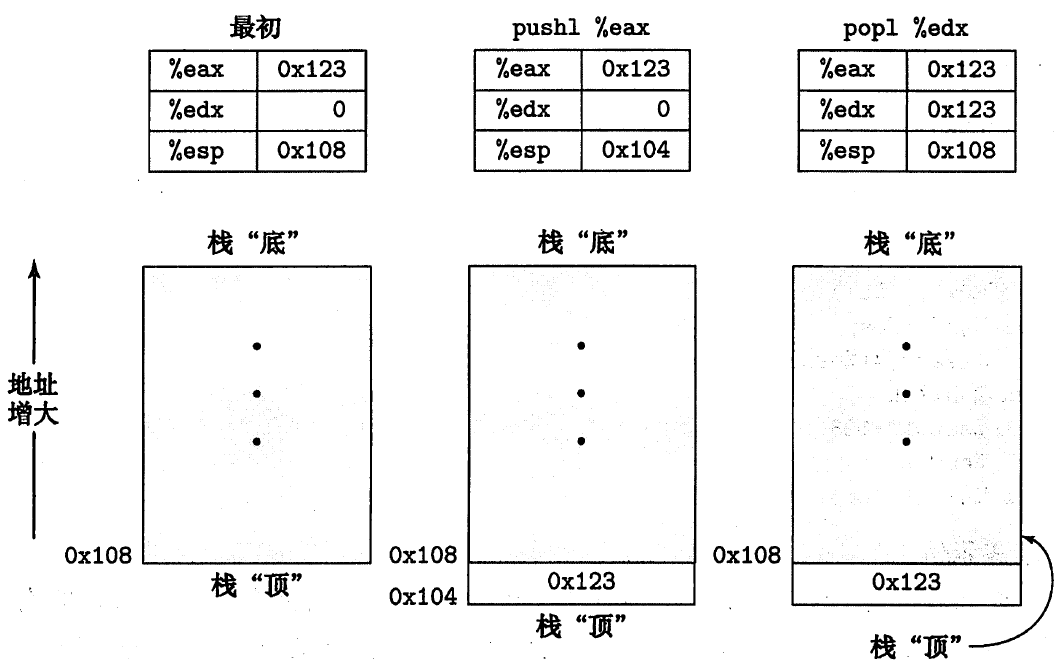 最初
%eax 0x123
%edx 0
%esp 0x108
pushl %eax
%eax 0x123
%edx 0
%esp 0x104
popl %edx
%eax 0x123
%edx 0x123
%esp 0x108
地址
增大
栈“底”
0x108
栈“顶”
栈“底”
0x108
0x104
0x123
栈“顶”
栈“底”
0x108
0x123
栈“顶”